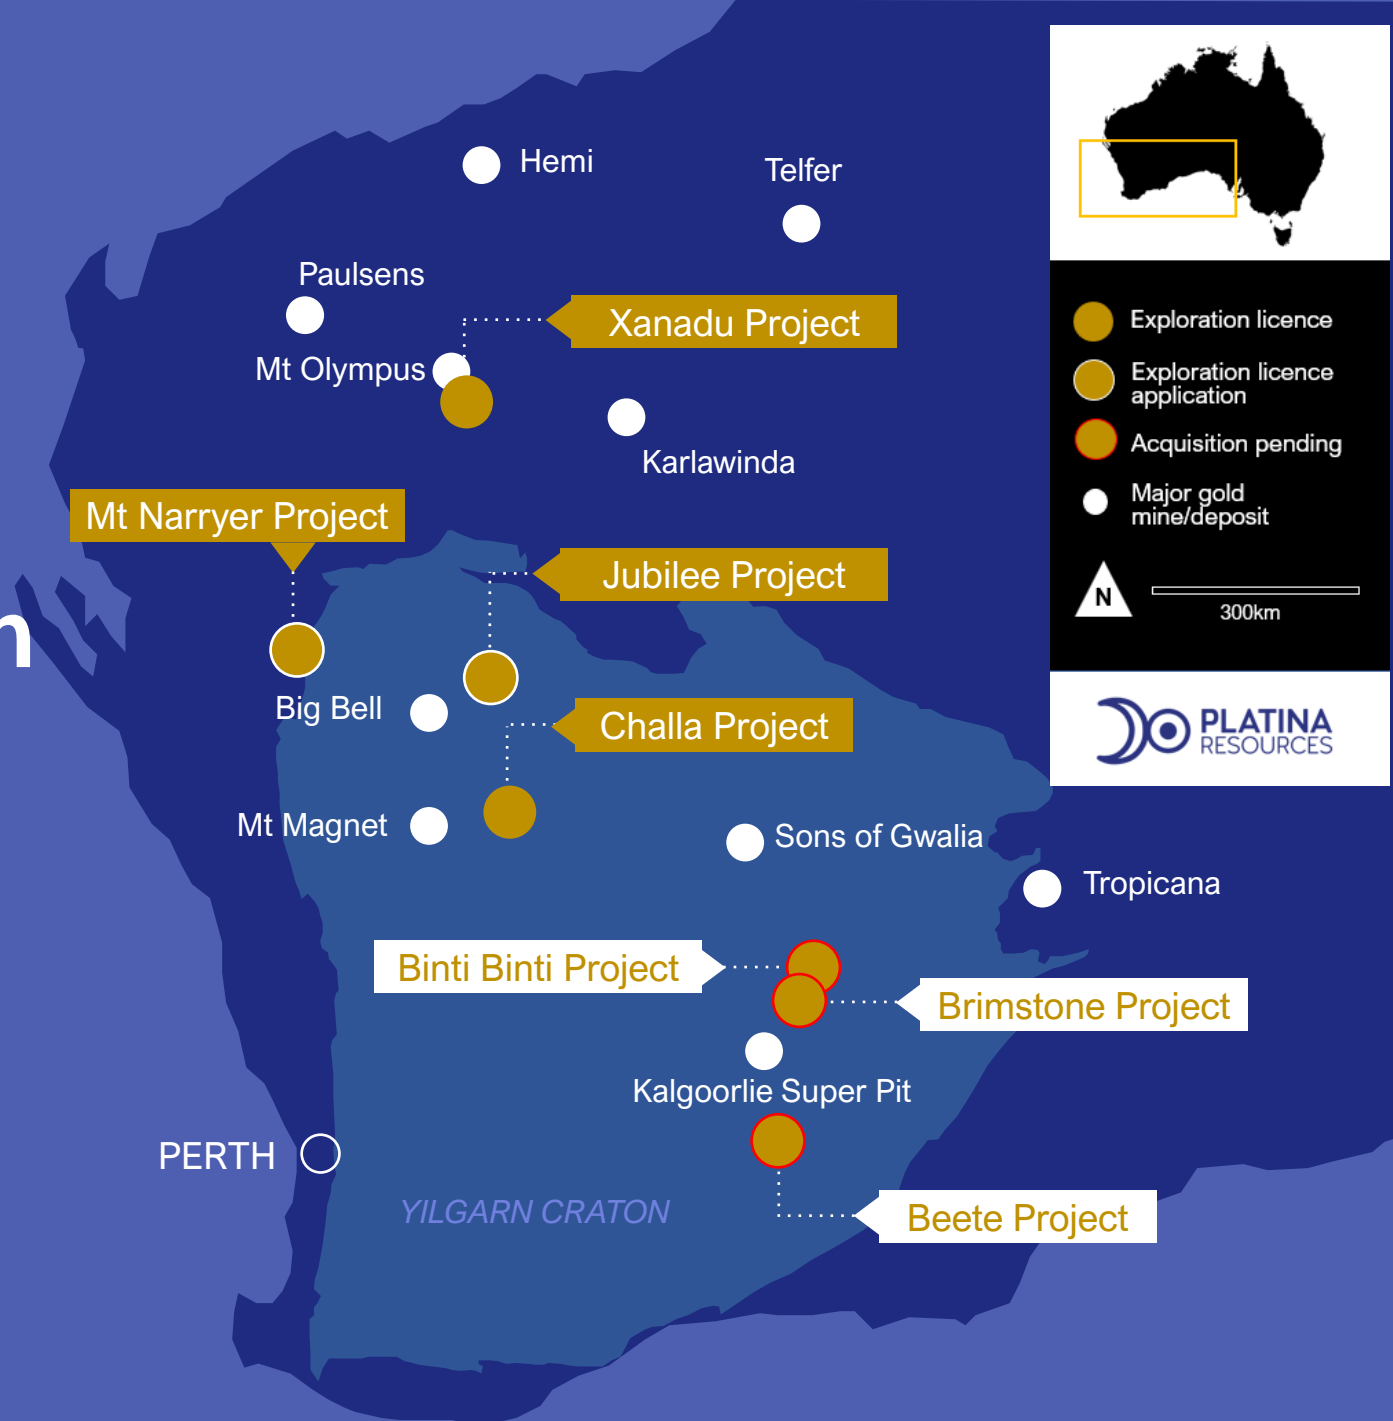 Hemi
Telfer
Paulsens
Xanadu Project
Mt Olympus
Karlawinda
Mt Narryer Project
Jubilee Project
n
Big Bell
Challa Project
Mt Magnet
Sons of Gwalia
Tropicana
Binti Binti Project
Brimstone Project
Kalgoorlie Super Pit
PERTH
YILGARN CRATON
Beete Project
Exploration licence
Exploration licence
application
Acquisition pending
Major gold
mine/deposit
N
300km
PLATINA
RESOURCES